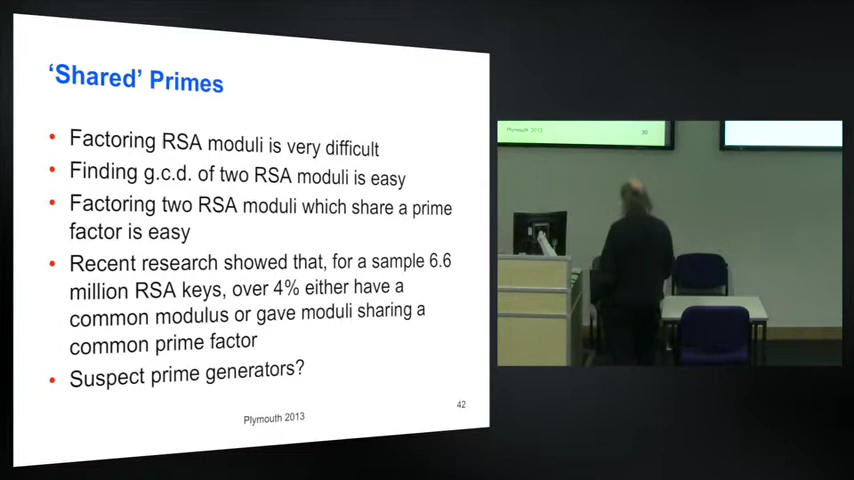 ‘Shared’ Primes
• Factoring RSA moduli is very difficult
• Finding g.c.d. of two RSA moduli is easy
• Factoring two RSA moduli which share a prime
factor is easy
• Recent research showed that, for a sample 6.6
million RSA keys, over 4% either have a
common modulus or gave moduli sharing a
common prime factor
• Suspect prime generators?
Plymouth 2013
42
Plymouth 2013
30